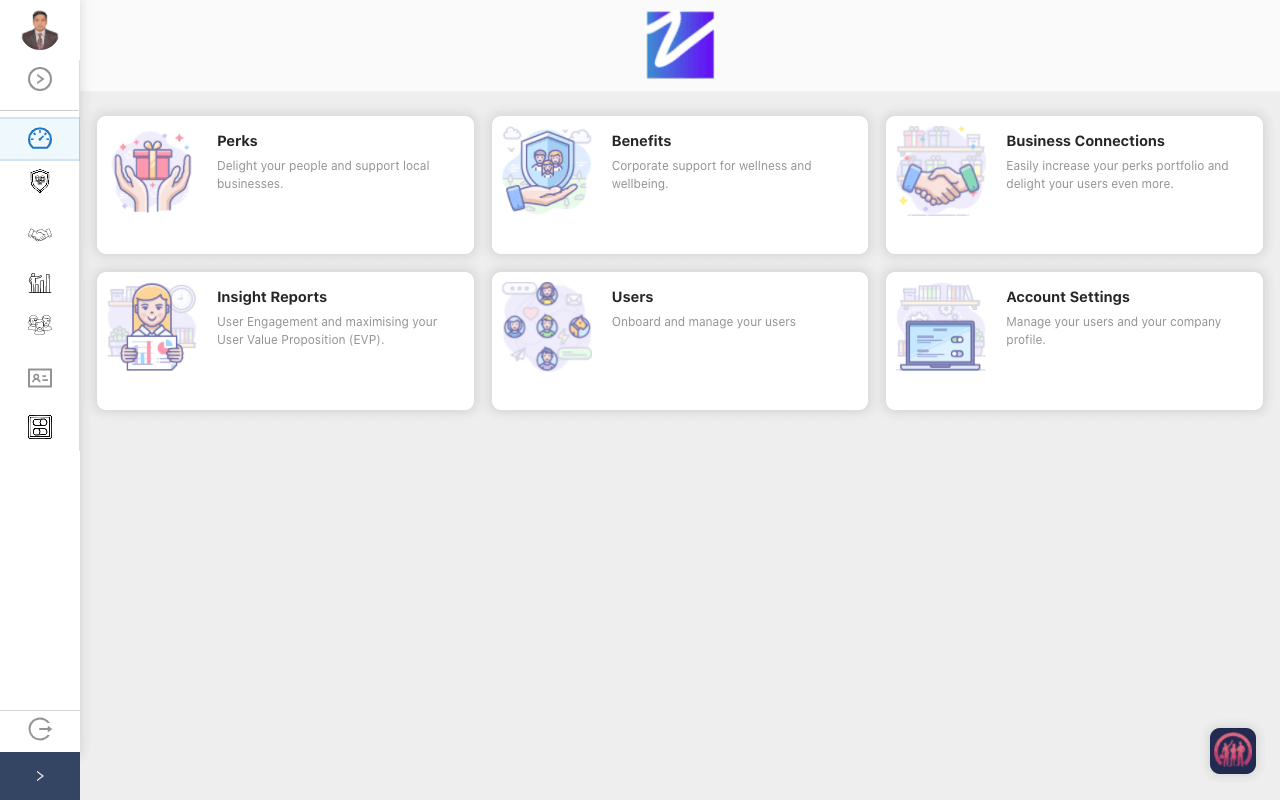 Perks
Delight your people and support local
businesses.
Benefits
Corporate support for wellness and
wellbeing.
Business Connections
Easily increase your perks portfolio and
delight your users even more.
Insight Reports
User Engagement and maximising your
User Value Proposition (EVP).
Users
Onboard and manage your users
Account Settings
Manage your users and your company
profile.